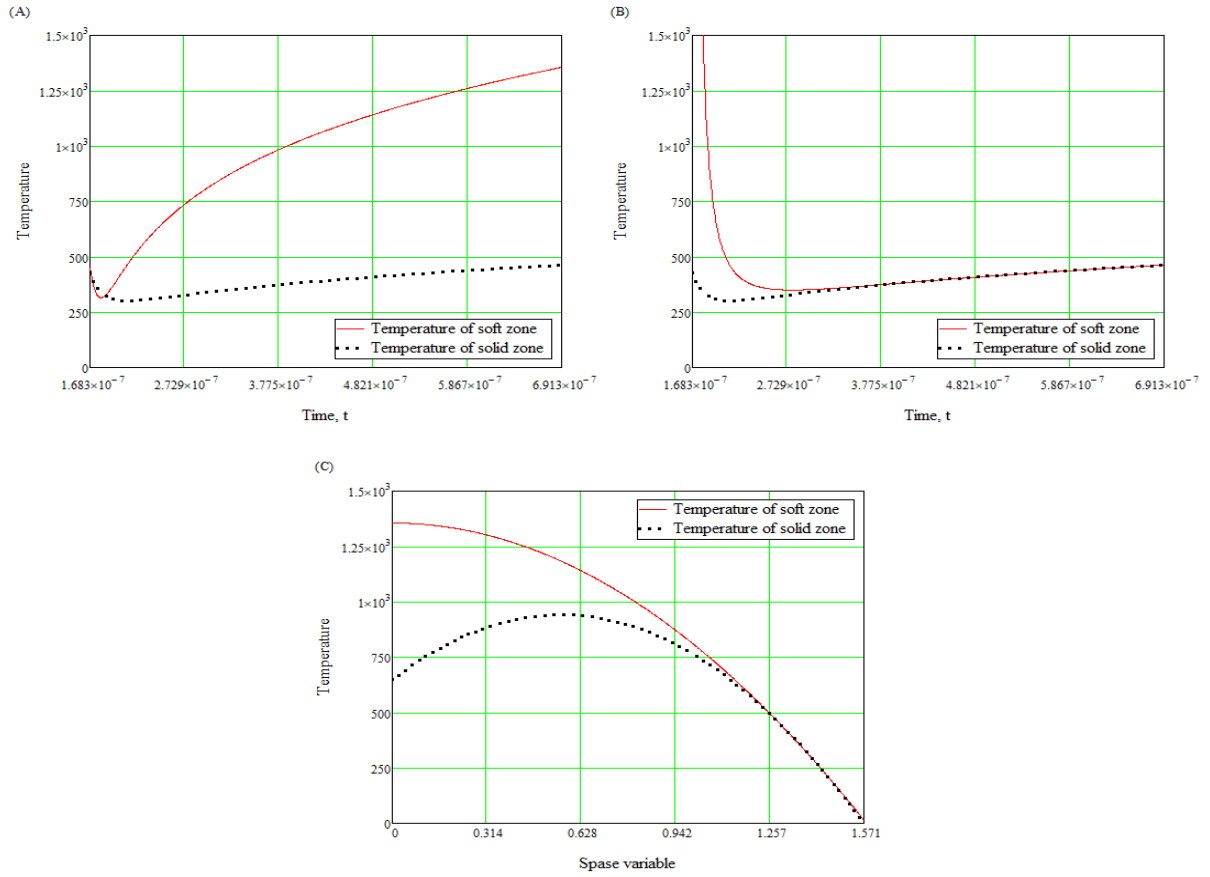 (A)
1.5×10³
1.25×10³
1×10³
750
500
250
0
Temperature
Temperature of soft zone
Temperature of solid zone
1.683×10⁻⁷ 2.729×10⁻⁷ 3.775×10⁻⁷ 4.821×10⁻⁷ 5.867×10⁻⁷ 6.913×10⁻⁷
Time, t
(B)
1.5×10³
1.25×10³
1×10³
750
500
250
0
Temperature
Temperature of soft zone
Temperature of solid zone
1.683×10⁻⁷ 2.729×10⁻⁷ 3.775×10⁻⁷ 4.821×10⁻⁷ 5.867×10⁻⁷ 6.913×10⁻⁷
Time, t
(C)
1.5×10³
1.25×10³
1×10³
750
500
250
0
Temperature
Temperature of soft zone
Temperature of solid zone
0 0.314 0.628 0.942 1.257 1.571
Spase variable